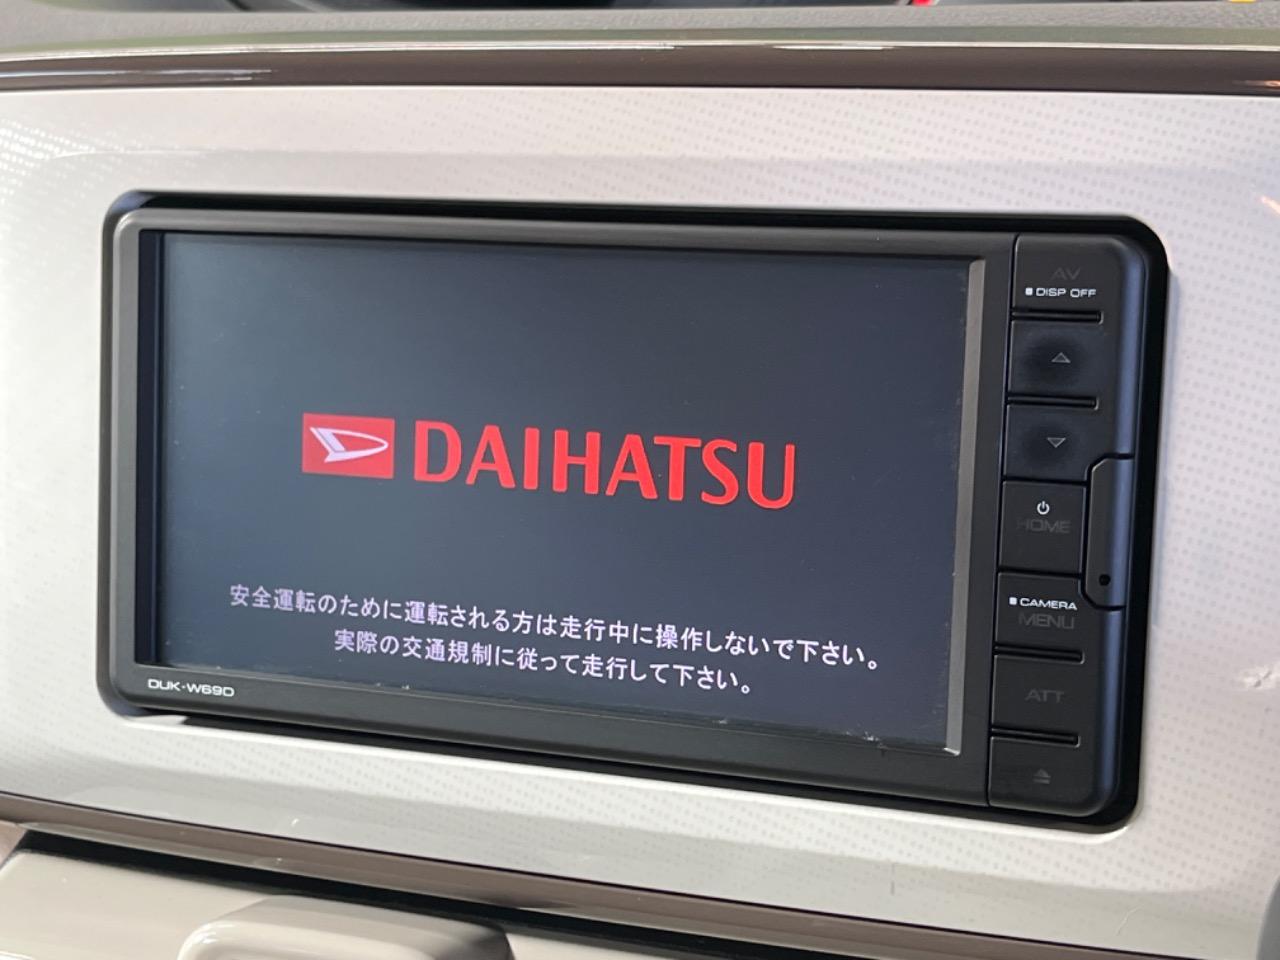 AV
DISP OFF
DAIHATSU
HOME
安全運転のために運転される方は走行中に操作しないで下さい。
実際の交通規制に従って走行して下さい。
CAMERA
MENU
ATT
DUK-W69D